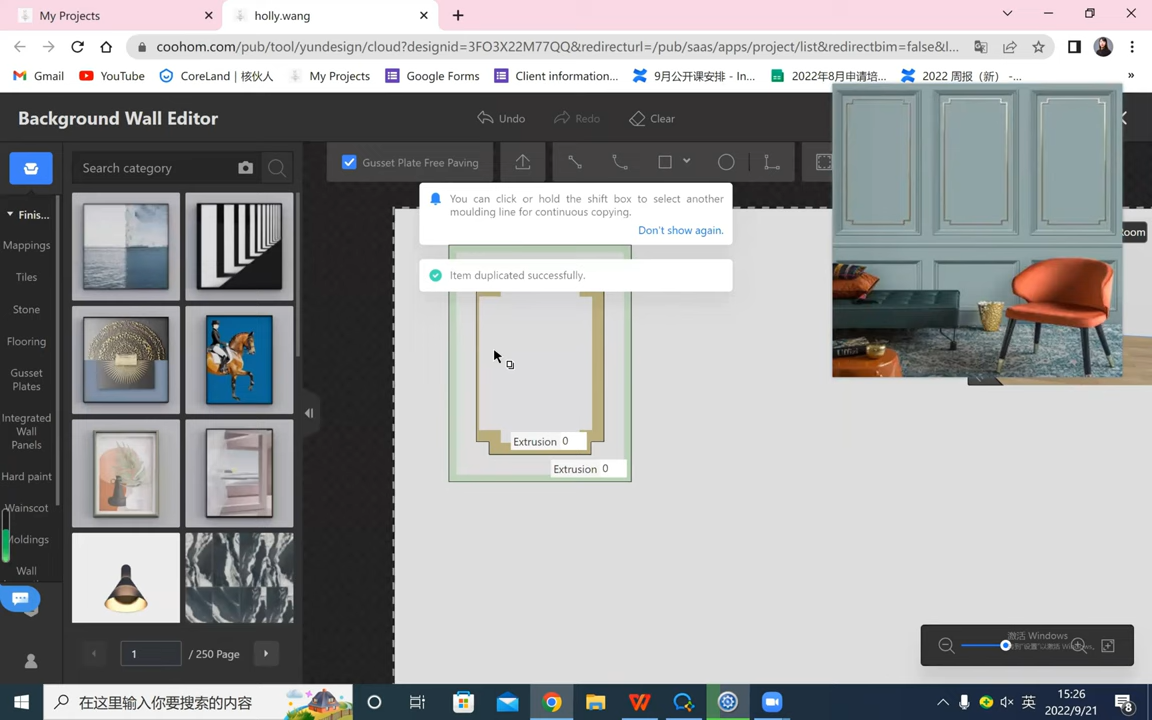 My Projects
holly.wang
coohom.com/pub/tool/yundesign/cloud?designid=3FO3X22M77QQ&redirecturl=/pub/saas/apps/project/list&redirectbim=false&l...
Gmail
YouTube
CoreLand | 核伙人
My Projects
Google Forms
Client information...
9月公开课安排 - In...
2022年8月申请培...
2022 周报（新） -...
»
Background Wall Editor
Undo
Redo
Clear
Search category
Gusset Plate Free Paving
You can click or hold the shift box to select another
moulding line for continuous copying.
Don't show again.
Item duplicated successfully.
Finis...
Mappings
Tiles
Stone
Flooring
Gusset
Plates
Integrated
Wall
Panels
Hard paint
Wainscot
Moldings
Wall
oom
Extrusion 0
Extrusion 0
1 / 250 Page
激活 Windows
在这里输入你要搜索的内容
英
15:26
2022/9/21
8